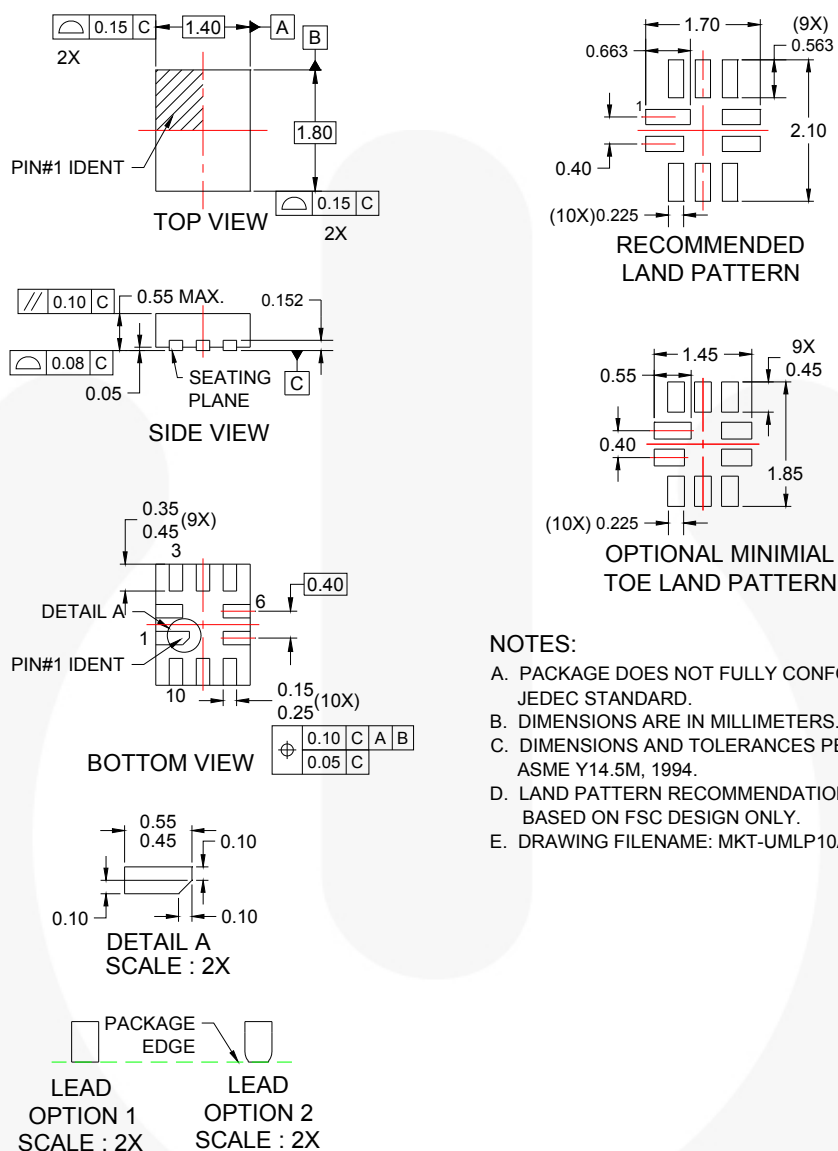 0.15 C
1.40
A
B
2X
1.80
PIN#1 IDENT
TOP VIEW
0.15 C
2X
// 0.10 C
0.55 MAX.
0.152
0.08 C
0.05
SEATING
PLANE
C
SIDE VIEW
0.35
0.45
(9X)
3
DETAIL A
0.40
6
1
PIN#1 IDENT
10
0.15
0.25
(10X)
0.10 C A B
0.05 C
BOTTOM VIEW
0.55
0.45
0.10
0.10
0.10
DETAIL A
SCALE : 2X
PACKAGE
EDGE
LEAD
OPTION 1
SCALE : 2X
LEAD
OPTION 2
SCALE : 2X
1.70
(9X)
0.563
0.663
1
2.10
0.40
(10X) 0.225
RECOMMENDED
LAND PATTERN
1.45
9X
0.45
0.55
0.40
1.85
(10X) 0.225
OPTIONAL MINIMIAL
TOE LAND PATTERN
NOTES:
A. PACKAGE DOES NOT FULLY CONFO
JEDEC STANDARD.
B. DIMENSIONS ARE IN MILLIMETERS.
C. DIMENSIONS AND TOLERANCES PE
ASME Y14.5M, 1994.
D. LAND PATTERN RECOMMENDATION
BASED ON FSC DESIGN ONLY.
E. DRAWING FILENAME: MKT-UMLP10